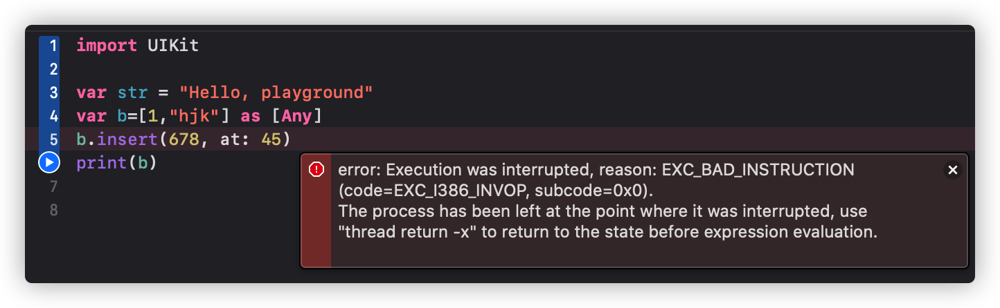 1 import UIKit
2
3 var str = "Hello, playground"
4 var b=[1,"hjk"] as [Any]
5 b.insert(678, at: 45)
print(b)
error: Execution was interrupted, reason: EXC_BAD_INSTRUCTION
(code=EXC_I386_INVOP, subcode=0x0).
The process has been left at the point where it was interrupted, use
"thread return -x" to return to the state before expression evaluation.
7
8